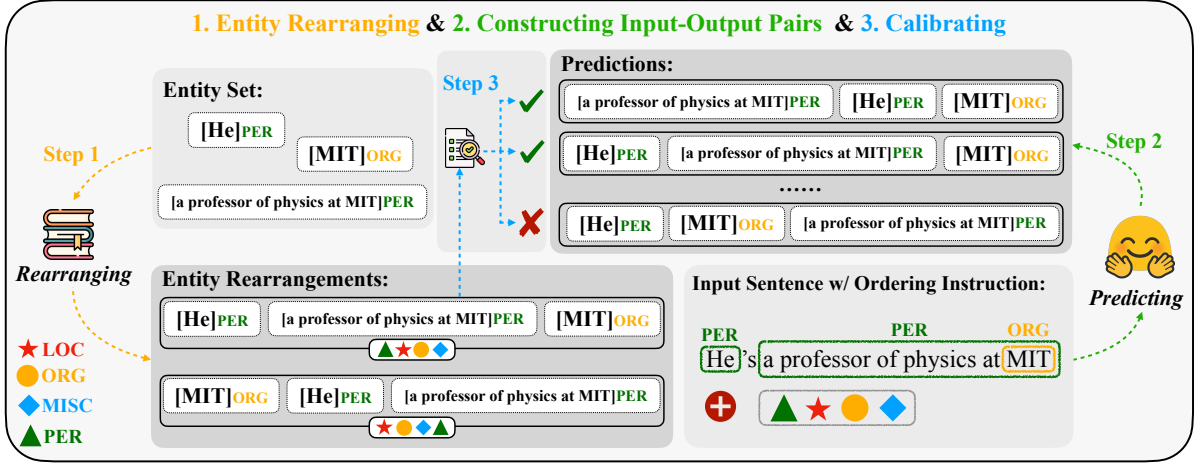 1. Entity Rearranging & 2. Constructing Input-Output Pairs & 3. Calibrating
Step 1
Rearranging
LOC
ORG
MISC
PER
Entity Set:
[He]PER
[MIT]ORG
[a professor of physics at MIT]PER
Step 3
Predictions:
[a professor of physics at MIT]PER [He]PER [MIT]ORG
[He]PER [a professor of physics at MIT]PER [MIT]ORG
......
[He]PER [MIT]ORG [a professor of physics at MIT]PER
Step 2
Predicting
Entity Rearrangements:
[He]PER [a professor of physics at MIT]PER [MIT]ORG
[MIT]ORG [He]PER [a professor of physics at MIT]PER
Input Sentence w/ Ordering Instruction:
PER PER ORG
He's a professor of physics at MIT